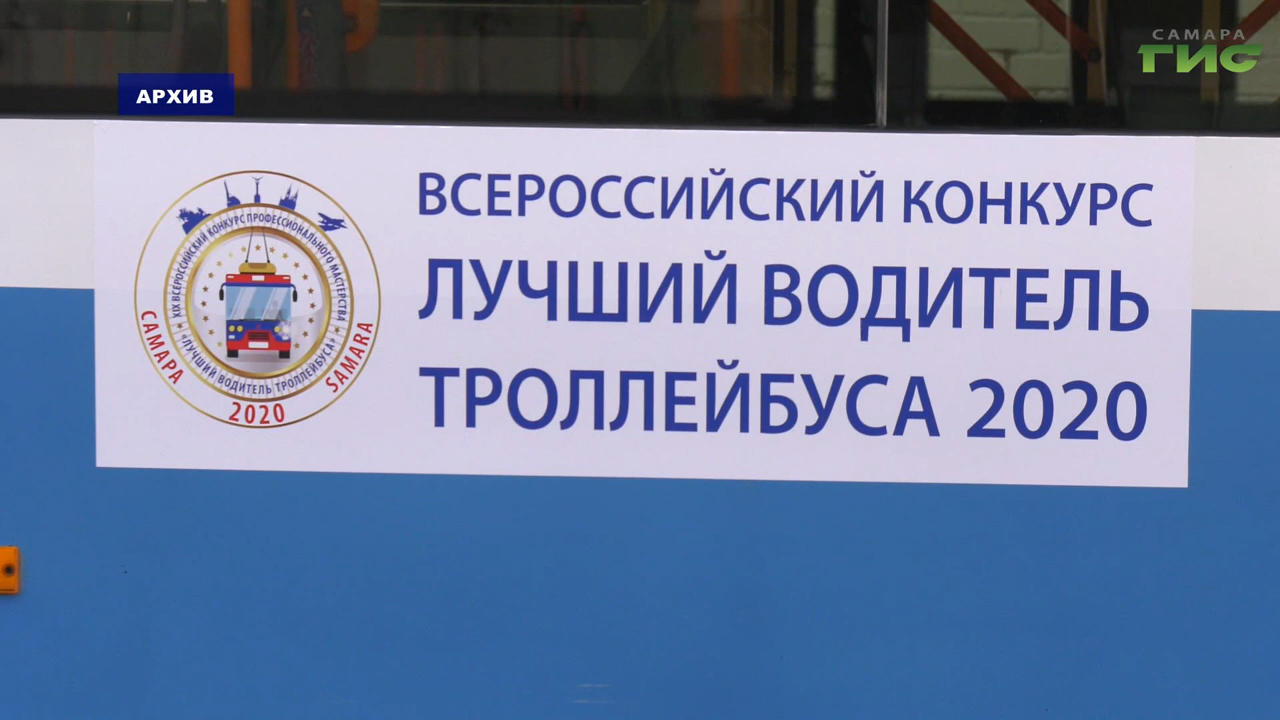 САМАРА
ГИС
АРХИВ
ВСЕРОССИЙСКИЙ КОНКУРС
ЛУЧШИЙ ВОДИТЕЛЬ
ТРОЛЛЕЙБУСА 2020
XIX ВСЕРОССИЙСКИЙ КОНКУРС ПРОФЕССИОНАЛЬНОГО МАСТЕРСТВА
«ЛУЧШИЙ ВОДИТЕЛЬ ТРОЛЛЕЙБУСА»
САМАРА
2020
SAMARA